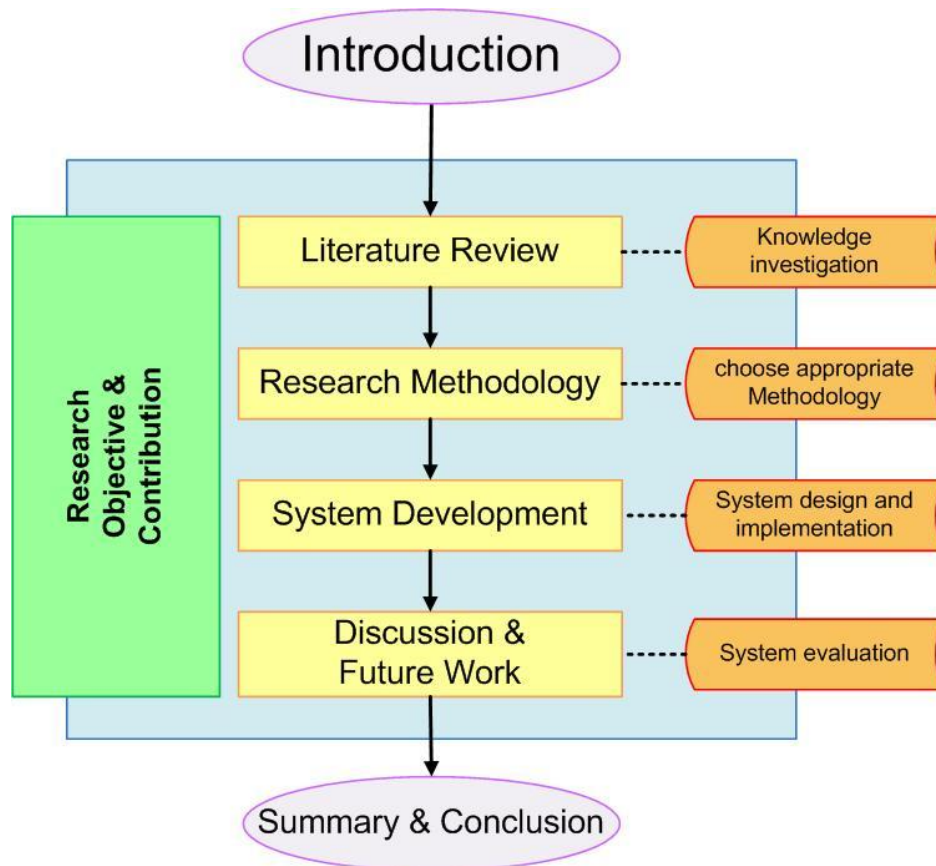 Introduction
Literature Review
Knowledge
investigation
Research Methodology
choose appropriate
Methodology
Research
Objective &
Contribution
System Development
System design and
implementation
Discussion &
Future Work
System evaluation
Summary & Conclusion